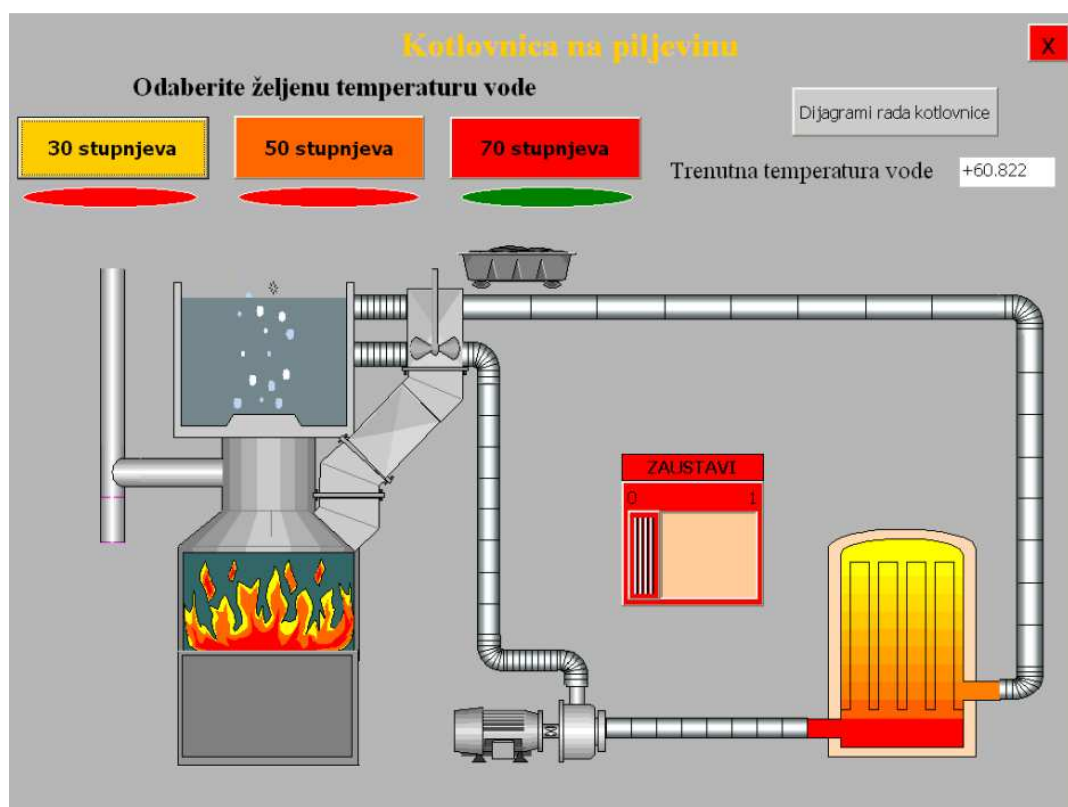 Kotlovnica na piljevinu
X
Odaberite željenu temperaturu vode
Dijagrami rada kotlovnice
30 stupnjeva
50 stupnjeva
70 stupnjeva
Trenutna temperatura vode
+60.822
ZAUSTAVI
0 1